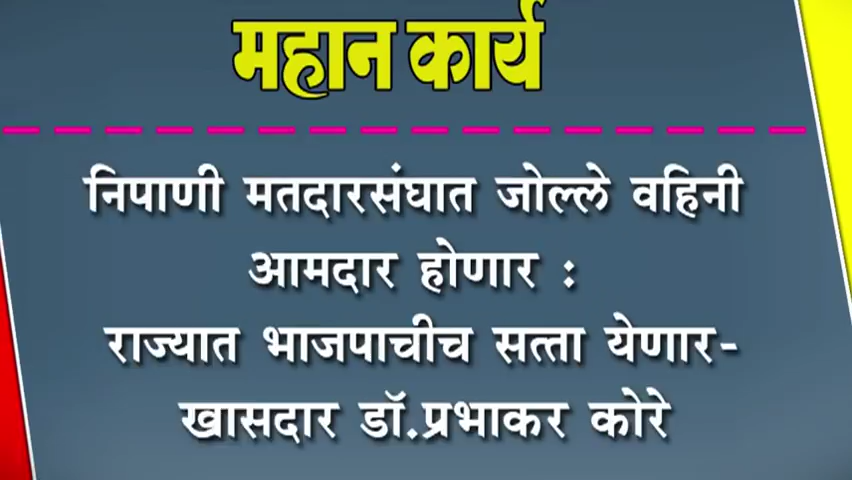 महान कार्य
निपाणी मतदारसंघात जोल्ले वहिनी
आमदार होणार :
राज्यात भाजपाचीच सत्ता येणार-
खासदार डॉ.प्रभाकर कोरे